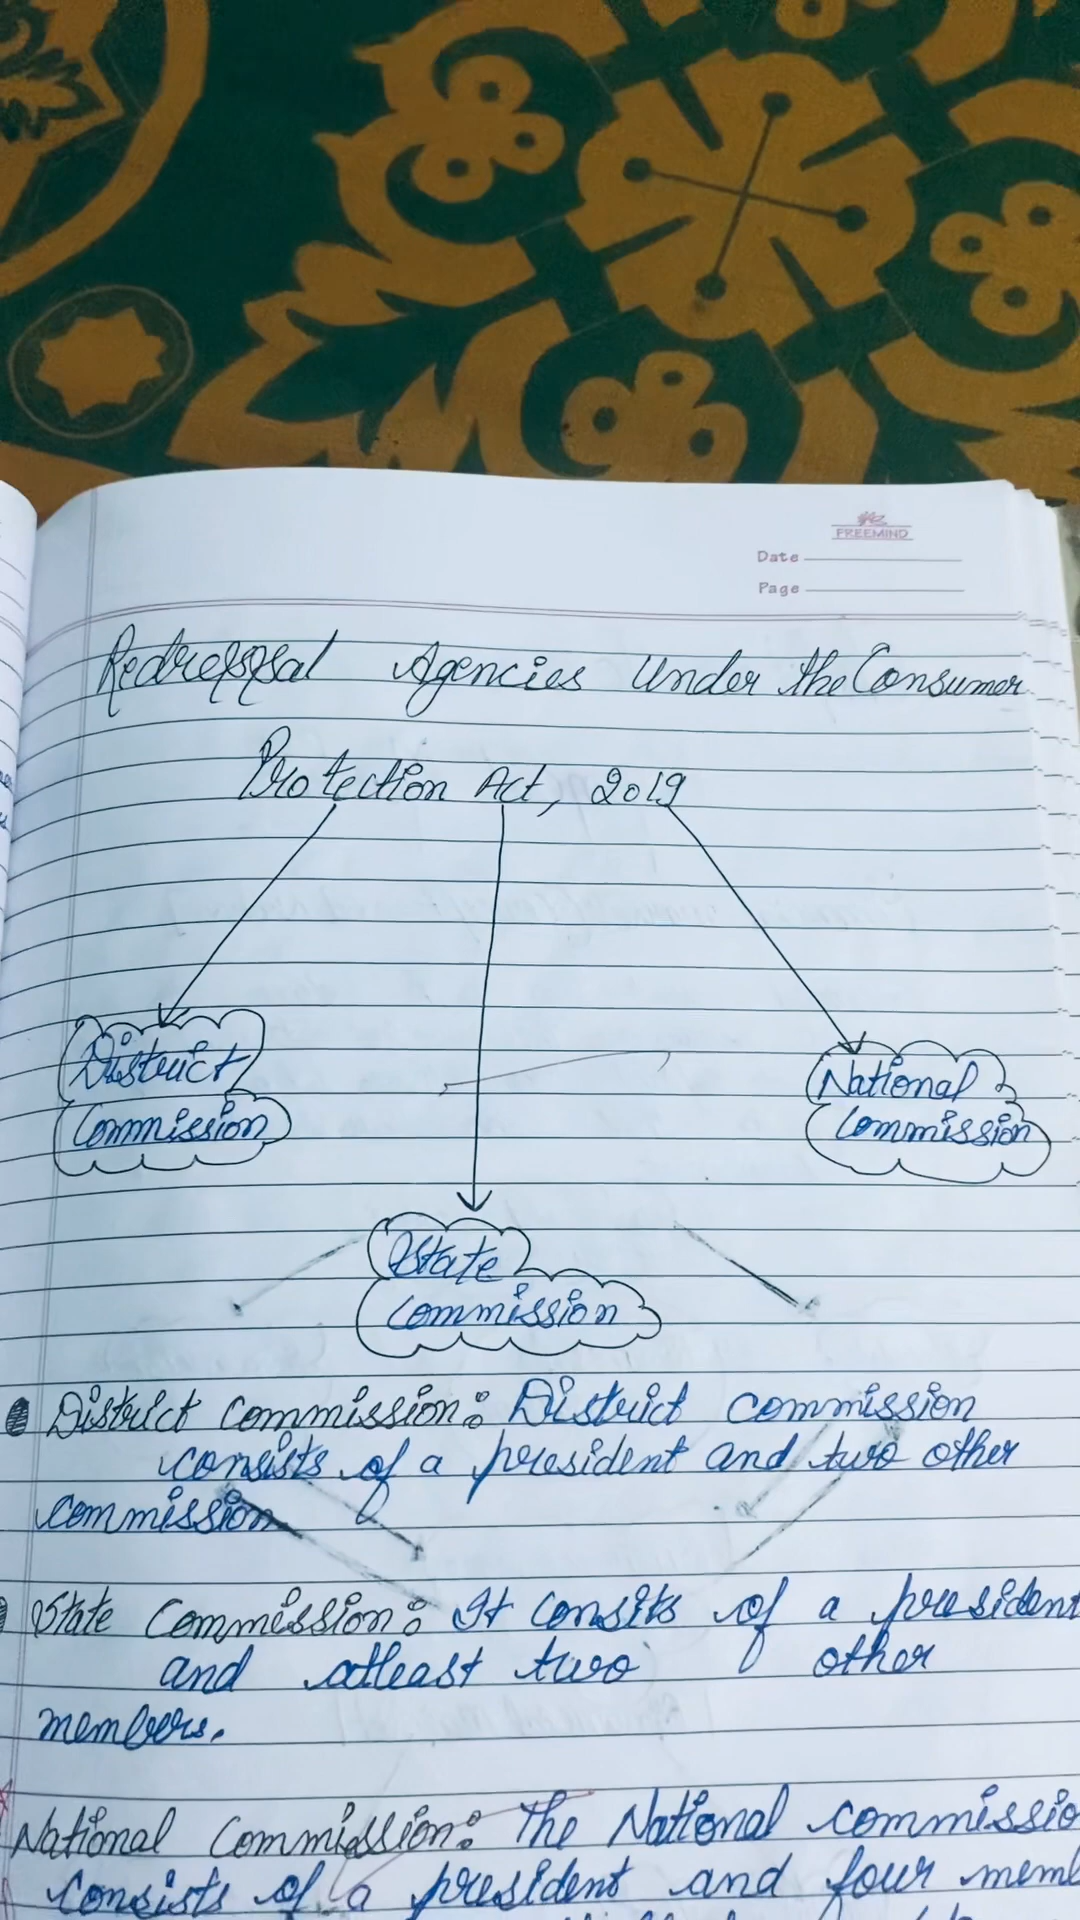 FREEMIND
Date
Page
Redressal Agencies Under the Consumer
Protection Act, 2019
District
Commission
National
Commission
State
Commission
District Commission: District commission
consists of a president and two other
commission
State Commission: It consits of a president
and atleast two other
members.
National Commission: The National commissio
consists of a president and four memb